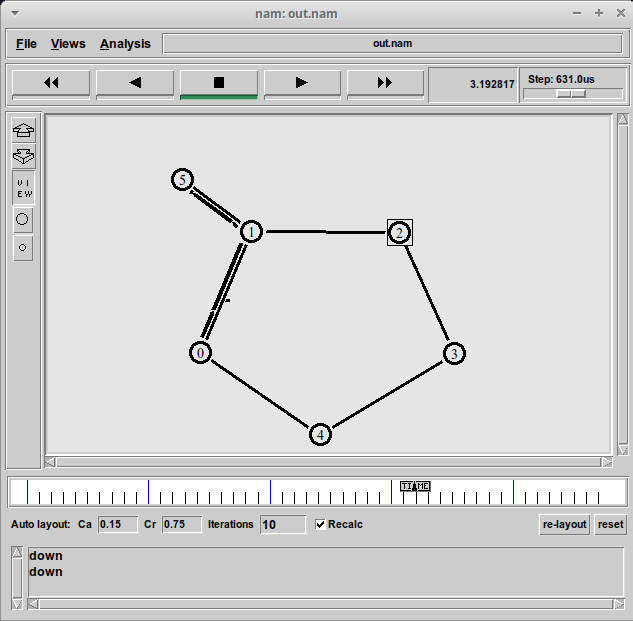 nam: out.nam
File Views Analysis out.nam
3.192817 Step: 631.0us
5
1
2
VIEW
0
3
4
TIME
Auto layout: Ca 0.15 Cr 0.75 Iterations 10 Recalc re-layout reset
down
down